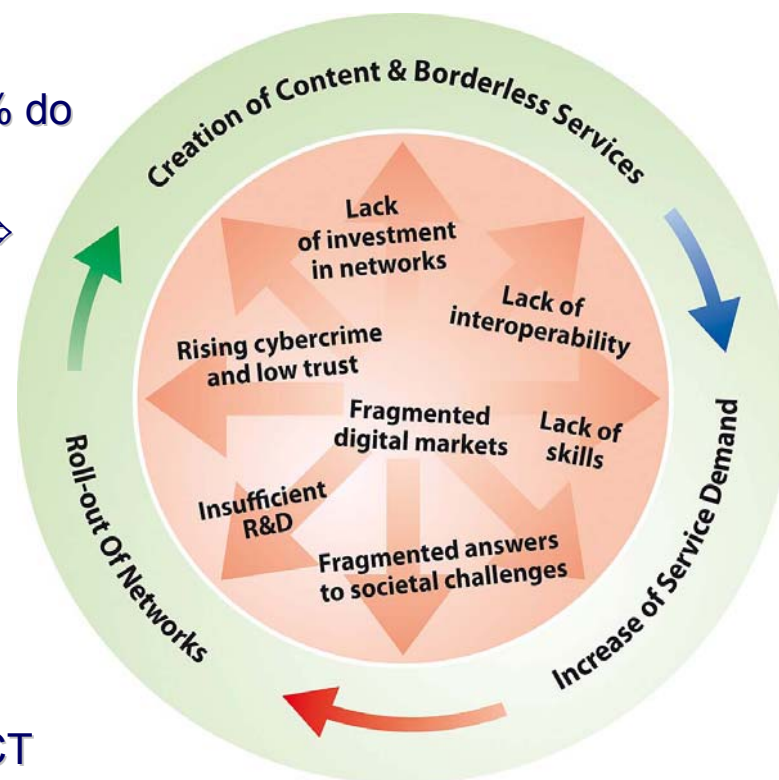 % do
Creation of Content & Borderless Services
Lack
of investment
in networks
Lack of
interoperability
Rising cybercrime
and low trust
Fragmented
digital markets
Lack of
skills
Insufficient
R&D
Fragmented answers
to societal challenges
Roll-out Of Networks
Increase of Service Demand
CT